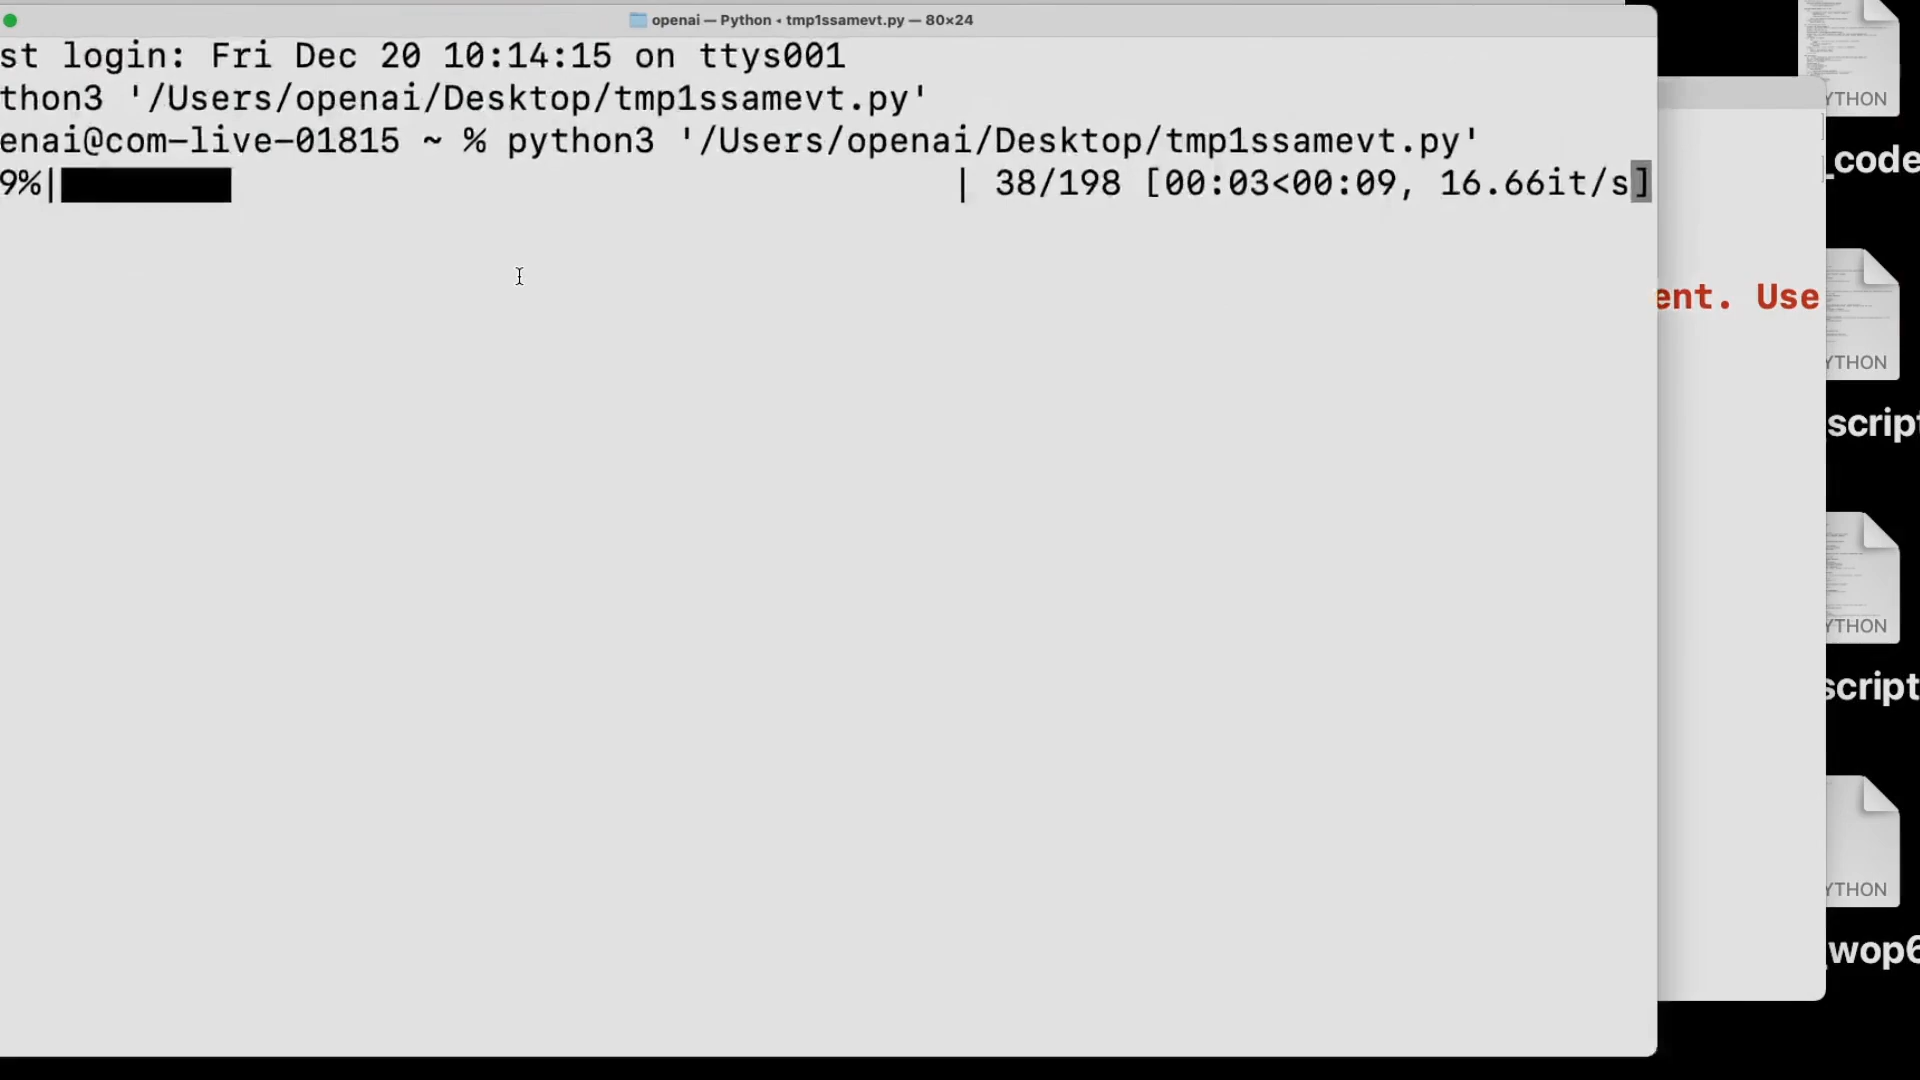 openai — Python ◂ tmp1ssamevt.py — 80×24
st login: Fri Dec 20 10:14:15 on ttys001
thon3 '/Users/openai/Desktop/tmp1ssamevt.py'
enai@com-live-01815 ~ % python3 '/Users/openai/Desktop/tmp1ssamevt.py'
9%| | 38/198 [00:03<00:09, 16.66it/s]
ent. Use
YTHON
_code
YTHON
script
YTHON
script
YTHON
wop6